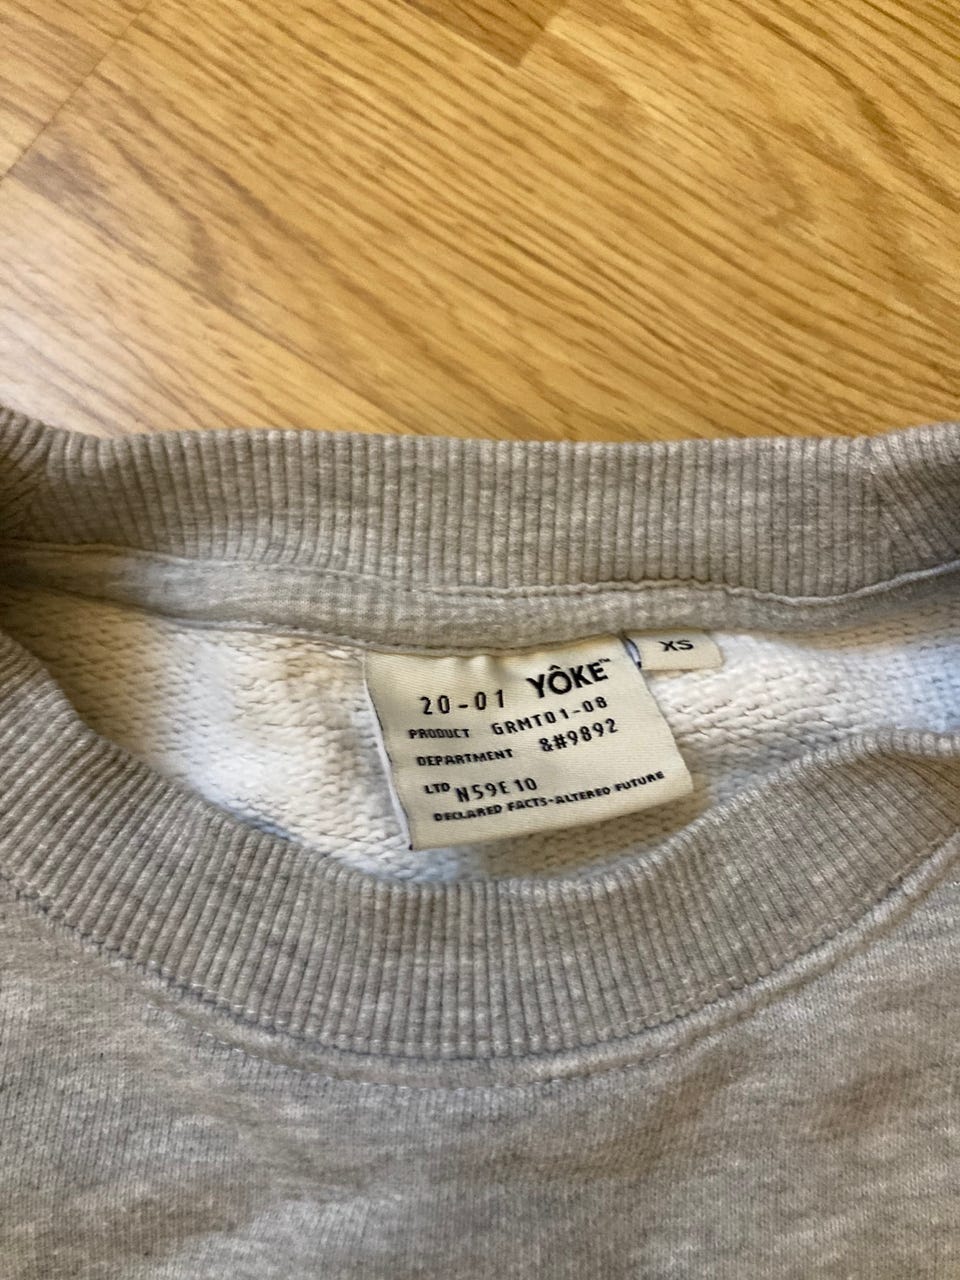 20-01 YÔKE™
PRODUCT GRMT01-08
DEPARTMENT &#9892
LTD N59E10
DECLARED FACTS-ALTERED FUTURE
XS